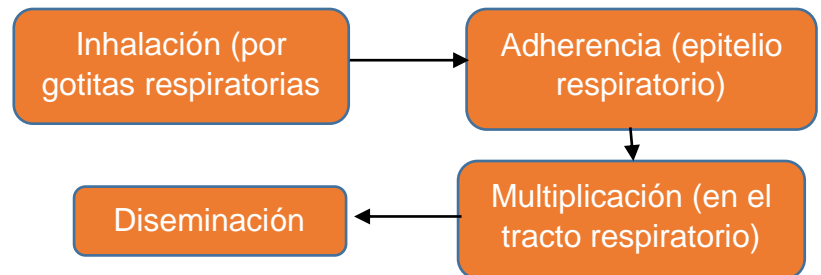 Inhalación (por
gotitas respiratorias
Adherencia (epitelio
respiratorio)
Multiplicación (en el
tracto respiratorio)
Diseminación